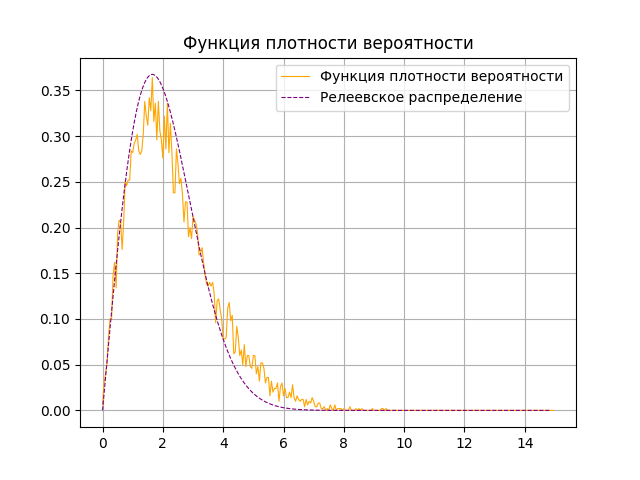 Функция плотности вероятности
Функция плотности вероятности
Релеевское распределение
0.35
0.30
0.25
0.20
0.15
0.10
0.05
0.00
0 2 4 6 8 10 12 14